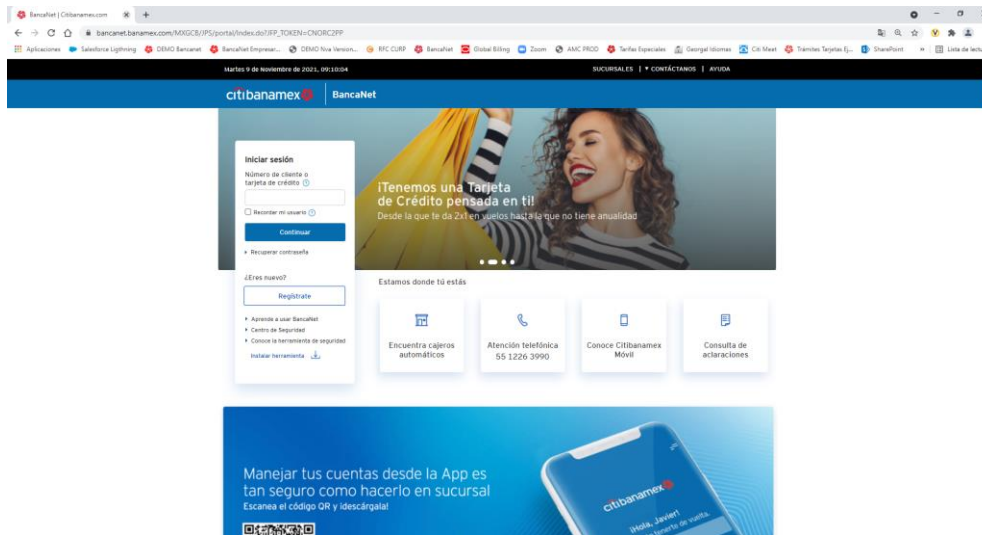 BancaNet | Citibanamex.com
bancanet.banamex.com/MXGCB/JPS/portal/Index.do?JFP_TOKEN=CNORC2PP
Aplicaciones
Salesforce Ligthning
DEMO Bancanet
BancaNet Empresar...
DEMO Nva Version...
RFC CURP
BancaNet
Global Billing
Zoom
AMC PROD
Tarifas Especiales
Georgal Idiomas
Citi Meet
Trámites Tarjetas Ej...
SharePoint
»
Lista de lectu
Martes 9 de Noviembre de 2021, 09:10:04
SUCURSALES | ▼ CONTÁCTANOS | AYUDA
citibanamex BancaNet
Iniciar sesión
Número de cliente o
tarjeta de crédito
Recordar mi usuario
Continuar
Recuperar contraseña
¿Eres nuevo?
Regístrate
Aprende a usar BancaNet
Centro de Seguridad
Conoce la herramienta de seguridad
Instalar herramienta
¡Tenemos una Tarjeta
de Crédito pensada en ti!
Desde la que te da 2x1 en vuelos hasta la que no tiene anualidad
Estamos donde tú estás
Encuentra cajeros
automáticos
Atención telefónica
55 1226 3990
Conoce Citibanamex
Móvil
Consulta de
aclaraciones
Manejar tus cuentas desde la App es
tan seguro como hacerlo en sucursal
Escanea el código QR y ¡descárgala!
citibanamex
¡Hola, Javier!
tenerte de vuelta.